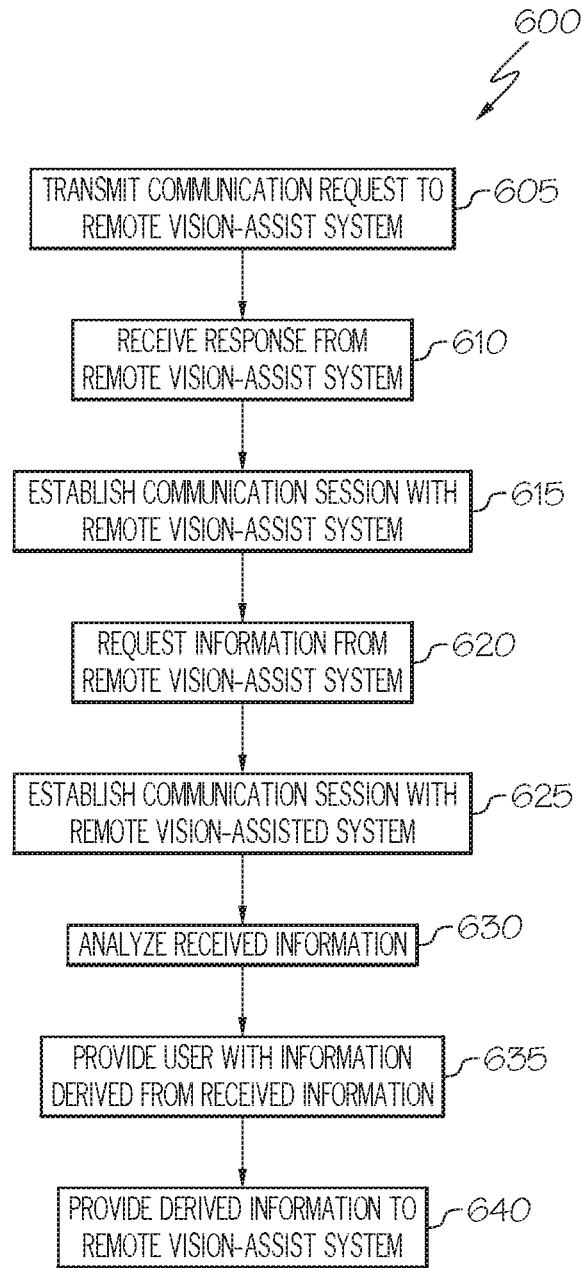 600
TRANSMIT COMMUNICATION REQUEST TO
REMOTE VISION-ASSIST SYSTEM
605
RECEIVE RESPONSE FROM
REMOTE VISION-ASSIST SYSTEM
610
ESTABLISH COMMUNICATION SESSION WITH
REMOTE VISION-ASSIST SYSTEM
615
REQUEST INFORMATION FROM
REMOTE VISION-ASSIST SYSTEM
620
ESTABLISH COMMUNICATION SESSION WITH
REMOTE VISION-ASSISTED SYSTEM
625
ANALYZE RECEIVED INFORMATION
630
PROVIDE USER WITH INFORMATION
DERIVED FROM RECEIVED INFORMATION
635
PROVIDE DERIVED INFORMATION TO
REMOTE VISION-ASSIST SYSTEM
640